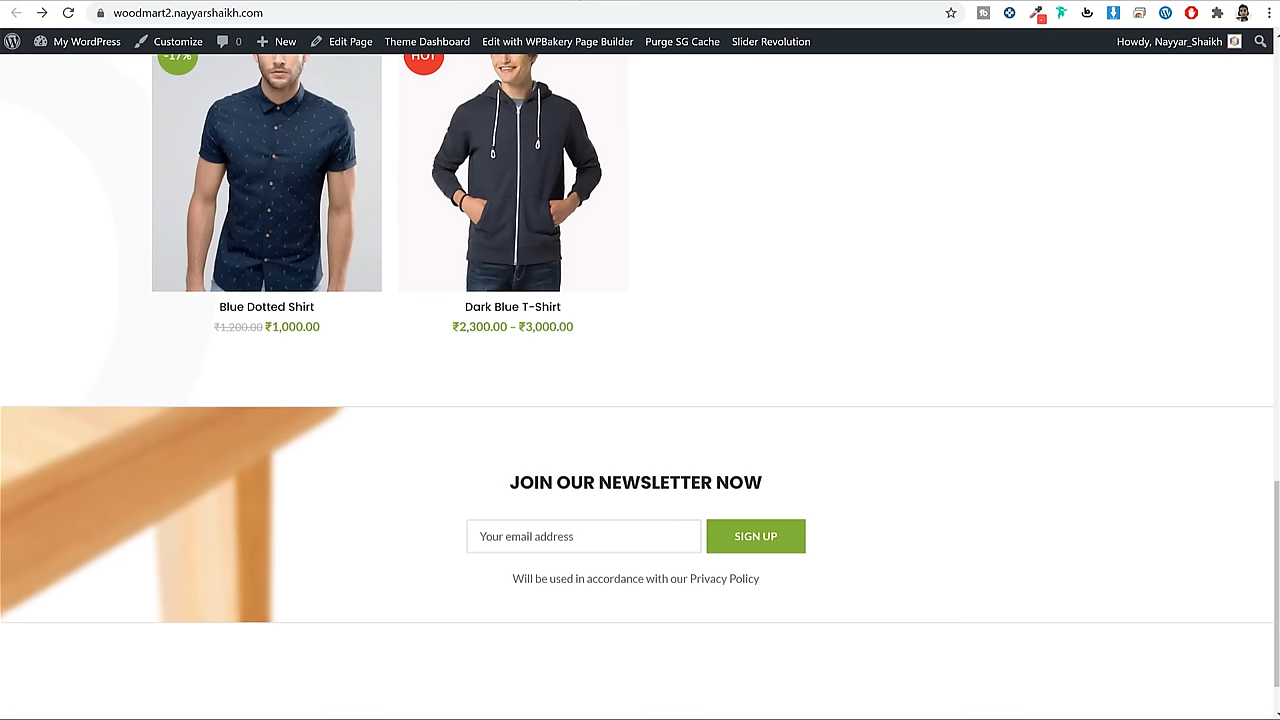 woodmart2.nayyarshaikh.com
My WordPress Customize 0 New Edit Page Theme Dashboard Edit with WPBakery Page Builder Purge SG Cache Slider Revolution Howdy, Nayyar_Shaikh
-17% HOT
Blue Dotted Shirt
₹1,200.00 ₹1,000.00
Dark Blue T-Shirt
₹2,300.00 – ₹3,000.00
JOIN OUR NEWSLETTER NOW
Your email address SIGN UP
Will be used in accordance with our Privacy Policy